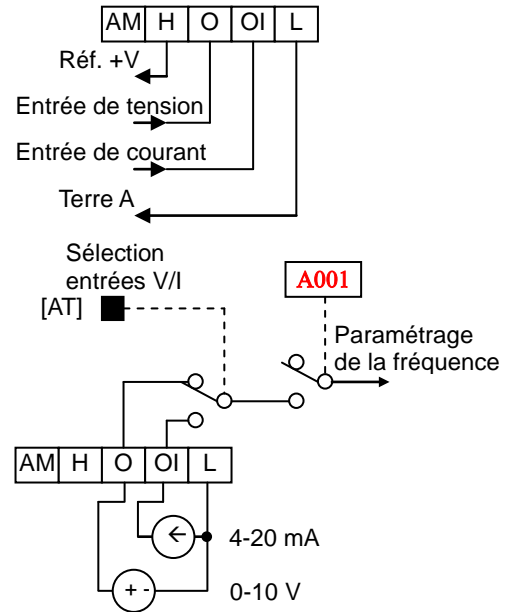 AM H O OI L
Réf. +V
Entrée de tension
Entrée de courant
Terre A
Sélection
entrées V/I
[AT]
A001
Paramétrage
de la fréquence
AM H O OI L
4-20 mA
+ -
0-10 V